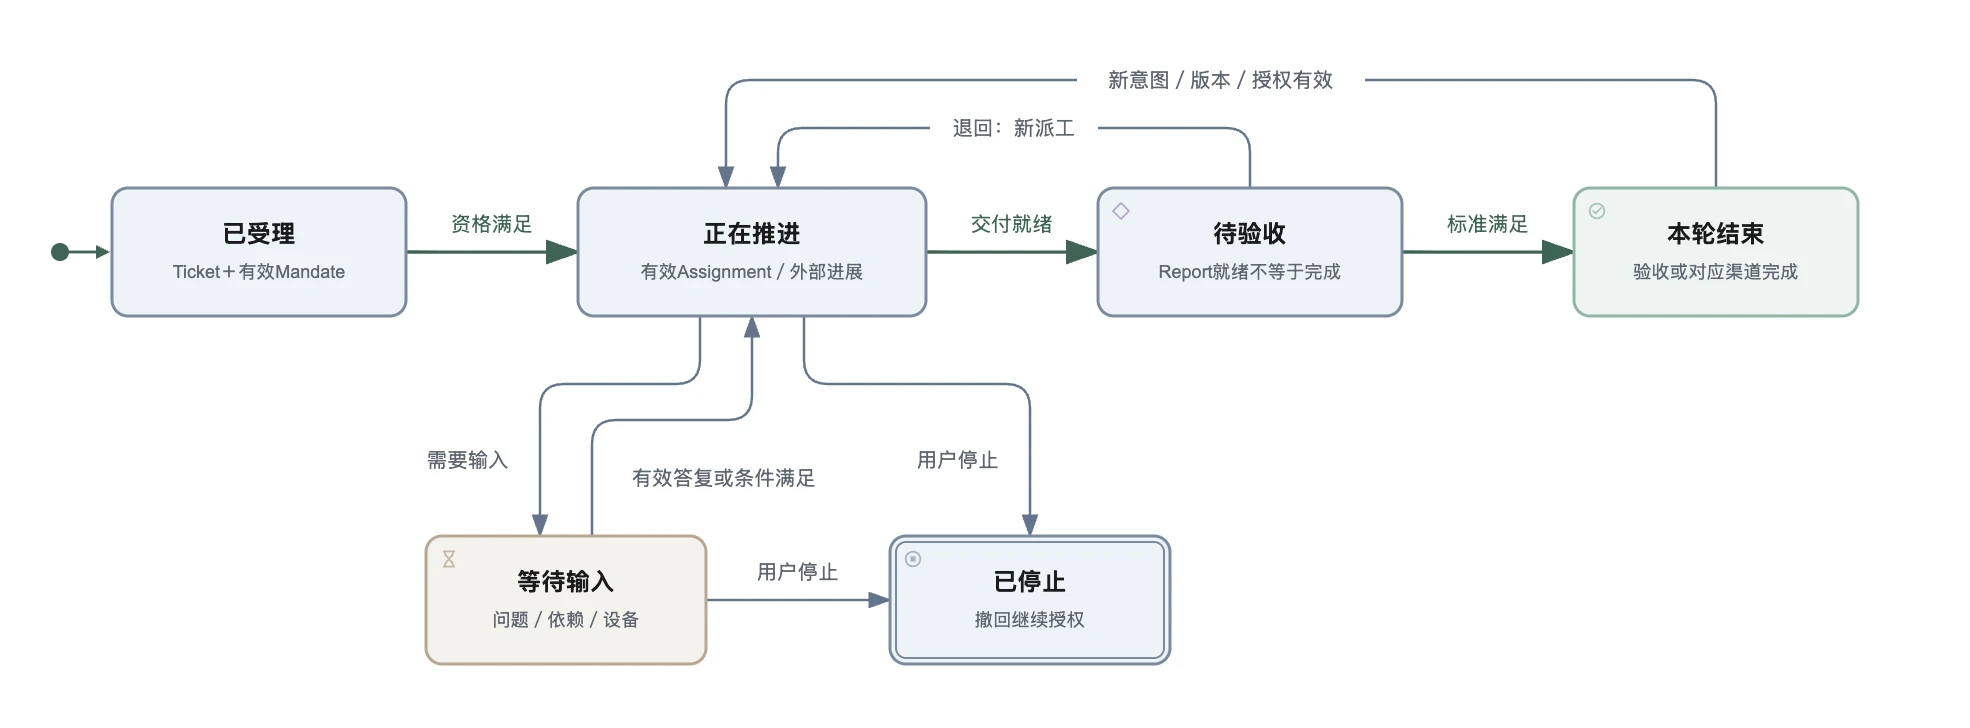 新意图 / 版本 / 授权有效
退回：新派工
已受理
Ticket＋有效Mandate
资格满足
正在推进
有效Assignment / 外部进展
交付就绪
待验收
Report就绪不等于完成
标准满足
本轮结束
验收或对应渠道完成
需要输入
有效答复或条件满足
用户停止
等待输入
问题 / 依赖 / 设备
用户停止
已停止
撤回继续授权